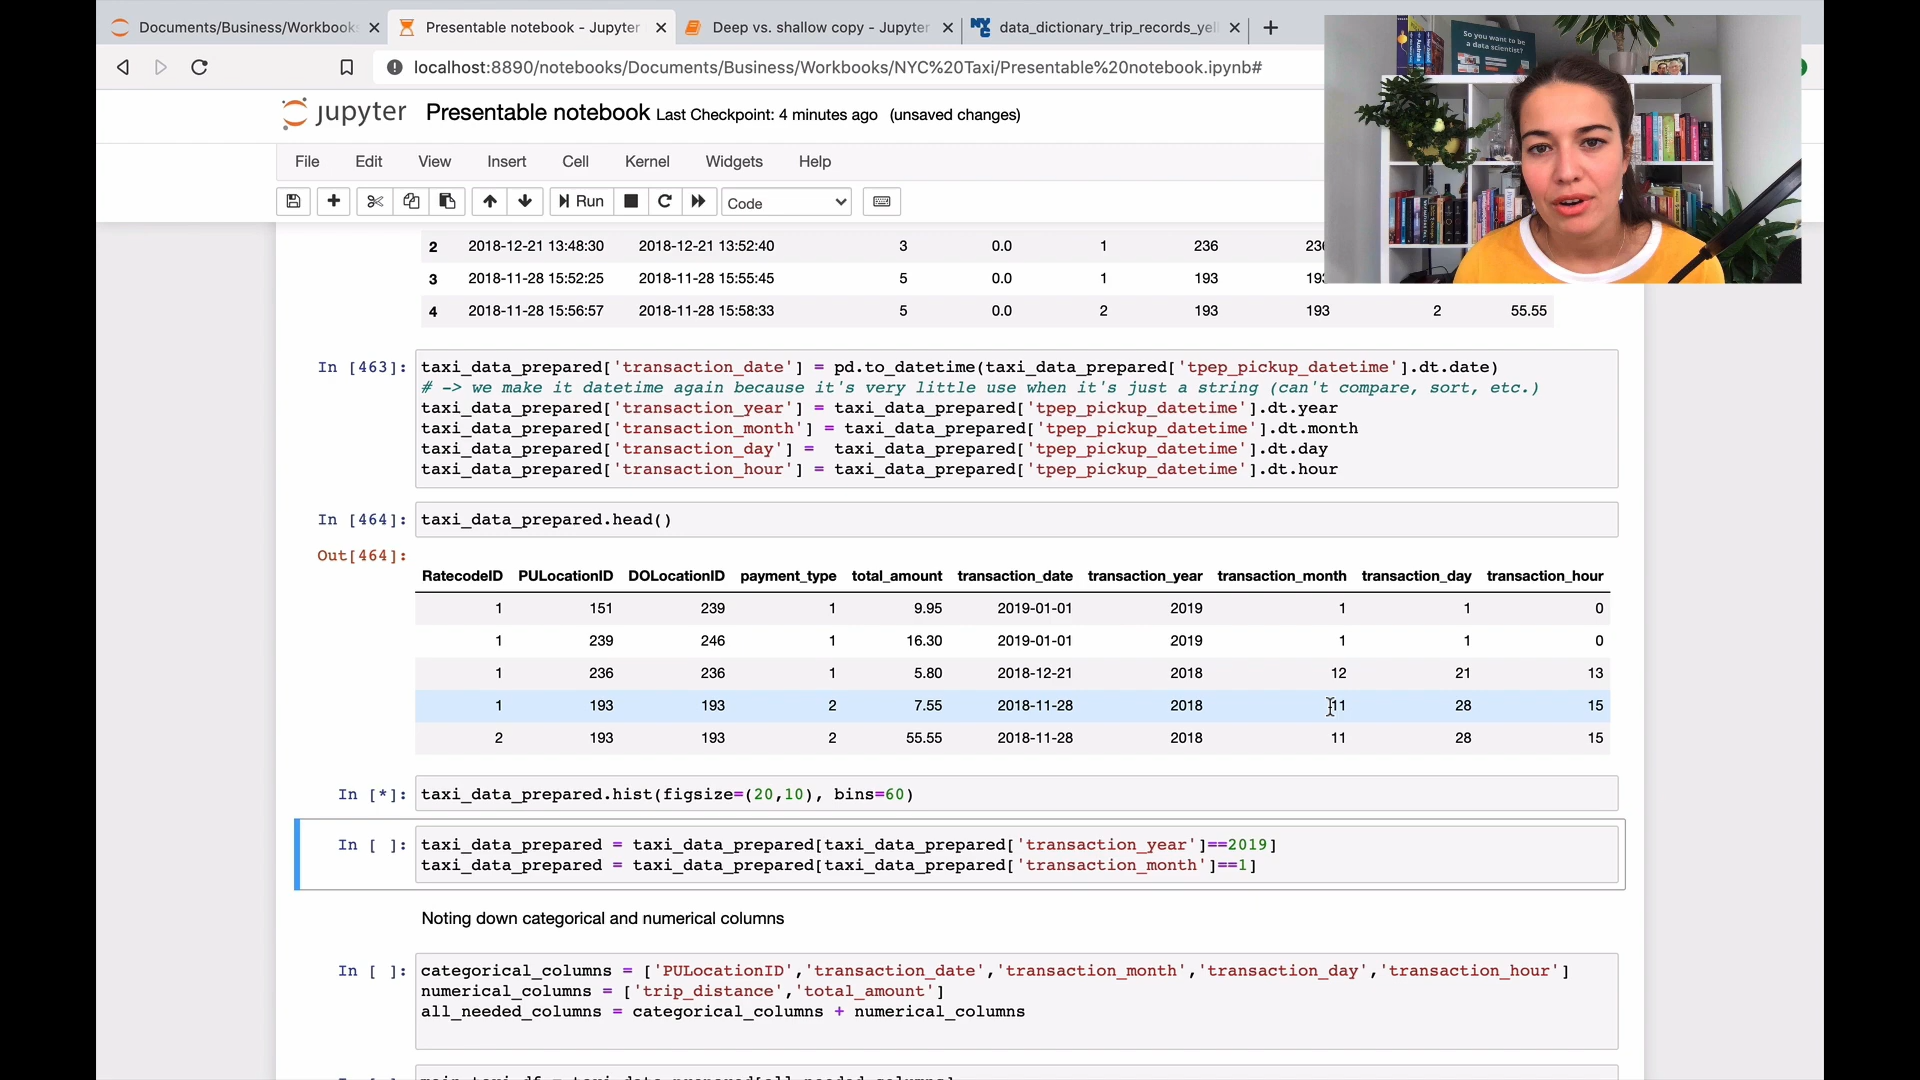 Documents/Business/Workbooks
Presentable notebook - Jupyter
Deep vs. shallow copy - Jupyter
data_dictionary_trip_records_yell
localhost:8890/notebooks/Documents/Business/Workbooks/NYC%20Taxi/Presentable%20notebook.ipynb#
So you want to be
a data scientist?
jupyter Presentable notebook Last Checkpoint: 4 minutes ago (unsaved changes)
File Edit View Insert Cell Kernel Widgets Help
Run Code
2 2018-12-21 13:48:30 2018-12-21 13:52:40 3 0.0 1 236 236
3 2018-11-28 15:52:25 2018-11-28 15:55:45 5 0.0 1 193 193
4 2018-11-28 15:56:57 2018-11-28 15:58:33 5 0.0 2 193 193 2 55.55
In [463]: taxi_data_prepared['transaction_date'] = pd.to_datetime(taxi_data_prepared['tpep_pickup_datetime'].dt.date)
# -> we make it datetime again because it's very little use when it's just a string (can't compare, sort, etc.)
taxi_data_prepared['transaction_year'] = taxi_data_prepared['tpep_pickup_datetime'].dt.year
taxi_data_prepared['transaction_month'] = taxi_data_prepared['tpep_pickup_datetime'].dt.month
taxi_data_prepared['transaction_day'] =  taxi_data_prepared['tpep_pickup_datetime'].dt.day
taxi_data_prepared['transaction_hour'] = taxi_data_prepared['tpep_pickup_datetime'].dt.hour
In [464]: taxi_data_prepared.head()
Out[464]:
RatecodeID PULocationID DOLocationID payment_type total_amount transaction_date transaction_year transaction_month transaction_day transaction_hour
1 151 239 1 9.95 2019-01-01 2019 1 1 0
1 239 246 1 16.30 2019-01-01 2019 1 1 0
1 236 236 1 5.80 2018-12-21 2018 12 21 13
1 193 193 2 7.55 2018-11-28 2018 11 28 15
2 193 193 2 55.55 2018-11-28 2018 11 28 15
In [*]: taxi_data_prepared.hist(figsize=(20,10), bins=60)
In [ ]: taxi_data_prepared = taxi_data_prepared[taxi_data_prepared['transaction_year']==2019]
taxi_data_prepared = taxi_data_prepared[taxi_data_prepared['transaction_month']==1]
Noting down categorical and numerical columns
In [ ]: categorical_columns = ['PULocationID','transaction_date','transaction_month','transaction_day','transaction_hour']
numerical_columns = ['trip_distance','total_amount']
all_needed_columns = categorical_columns + numerical_columns